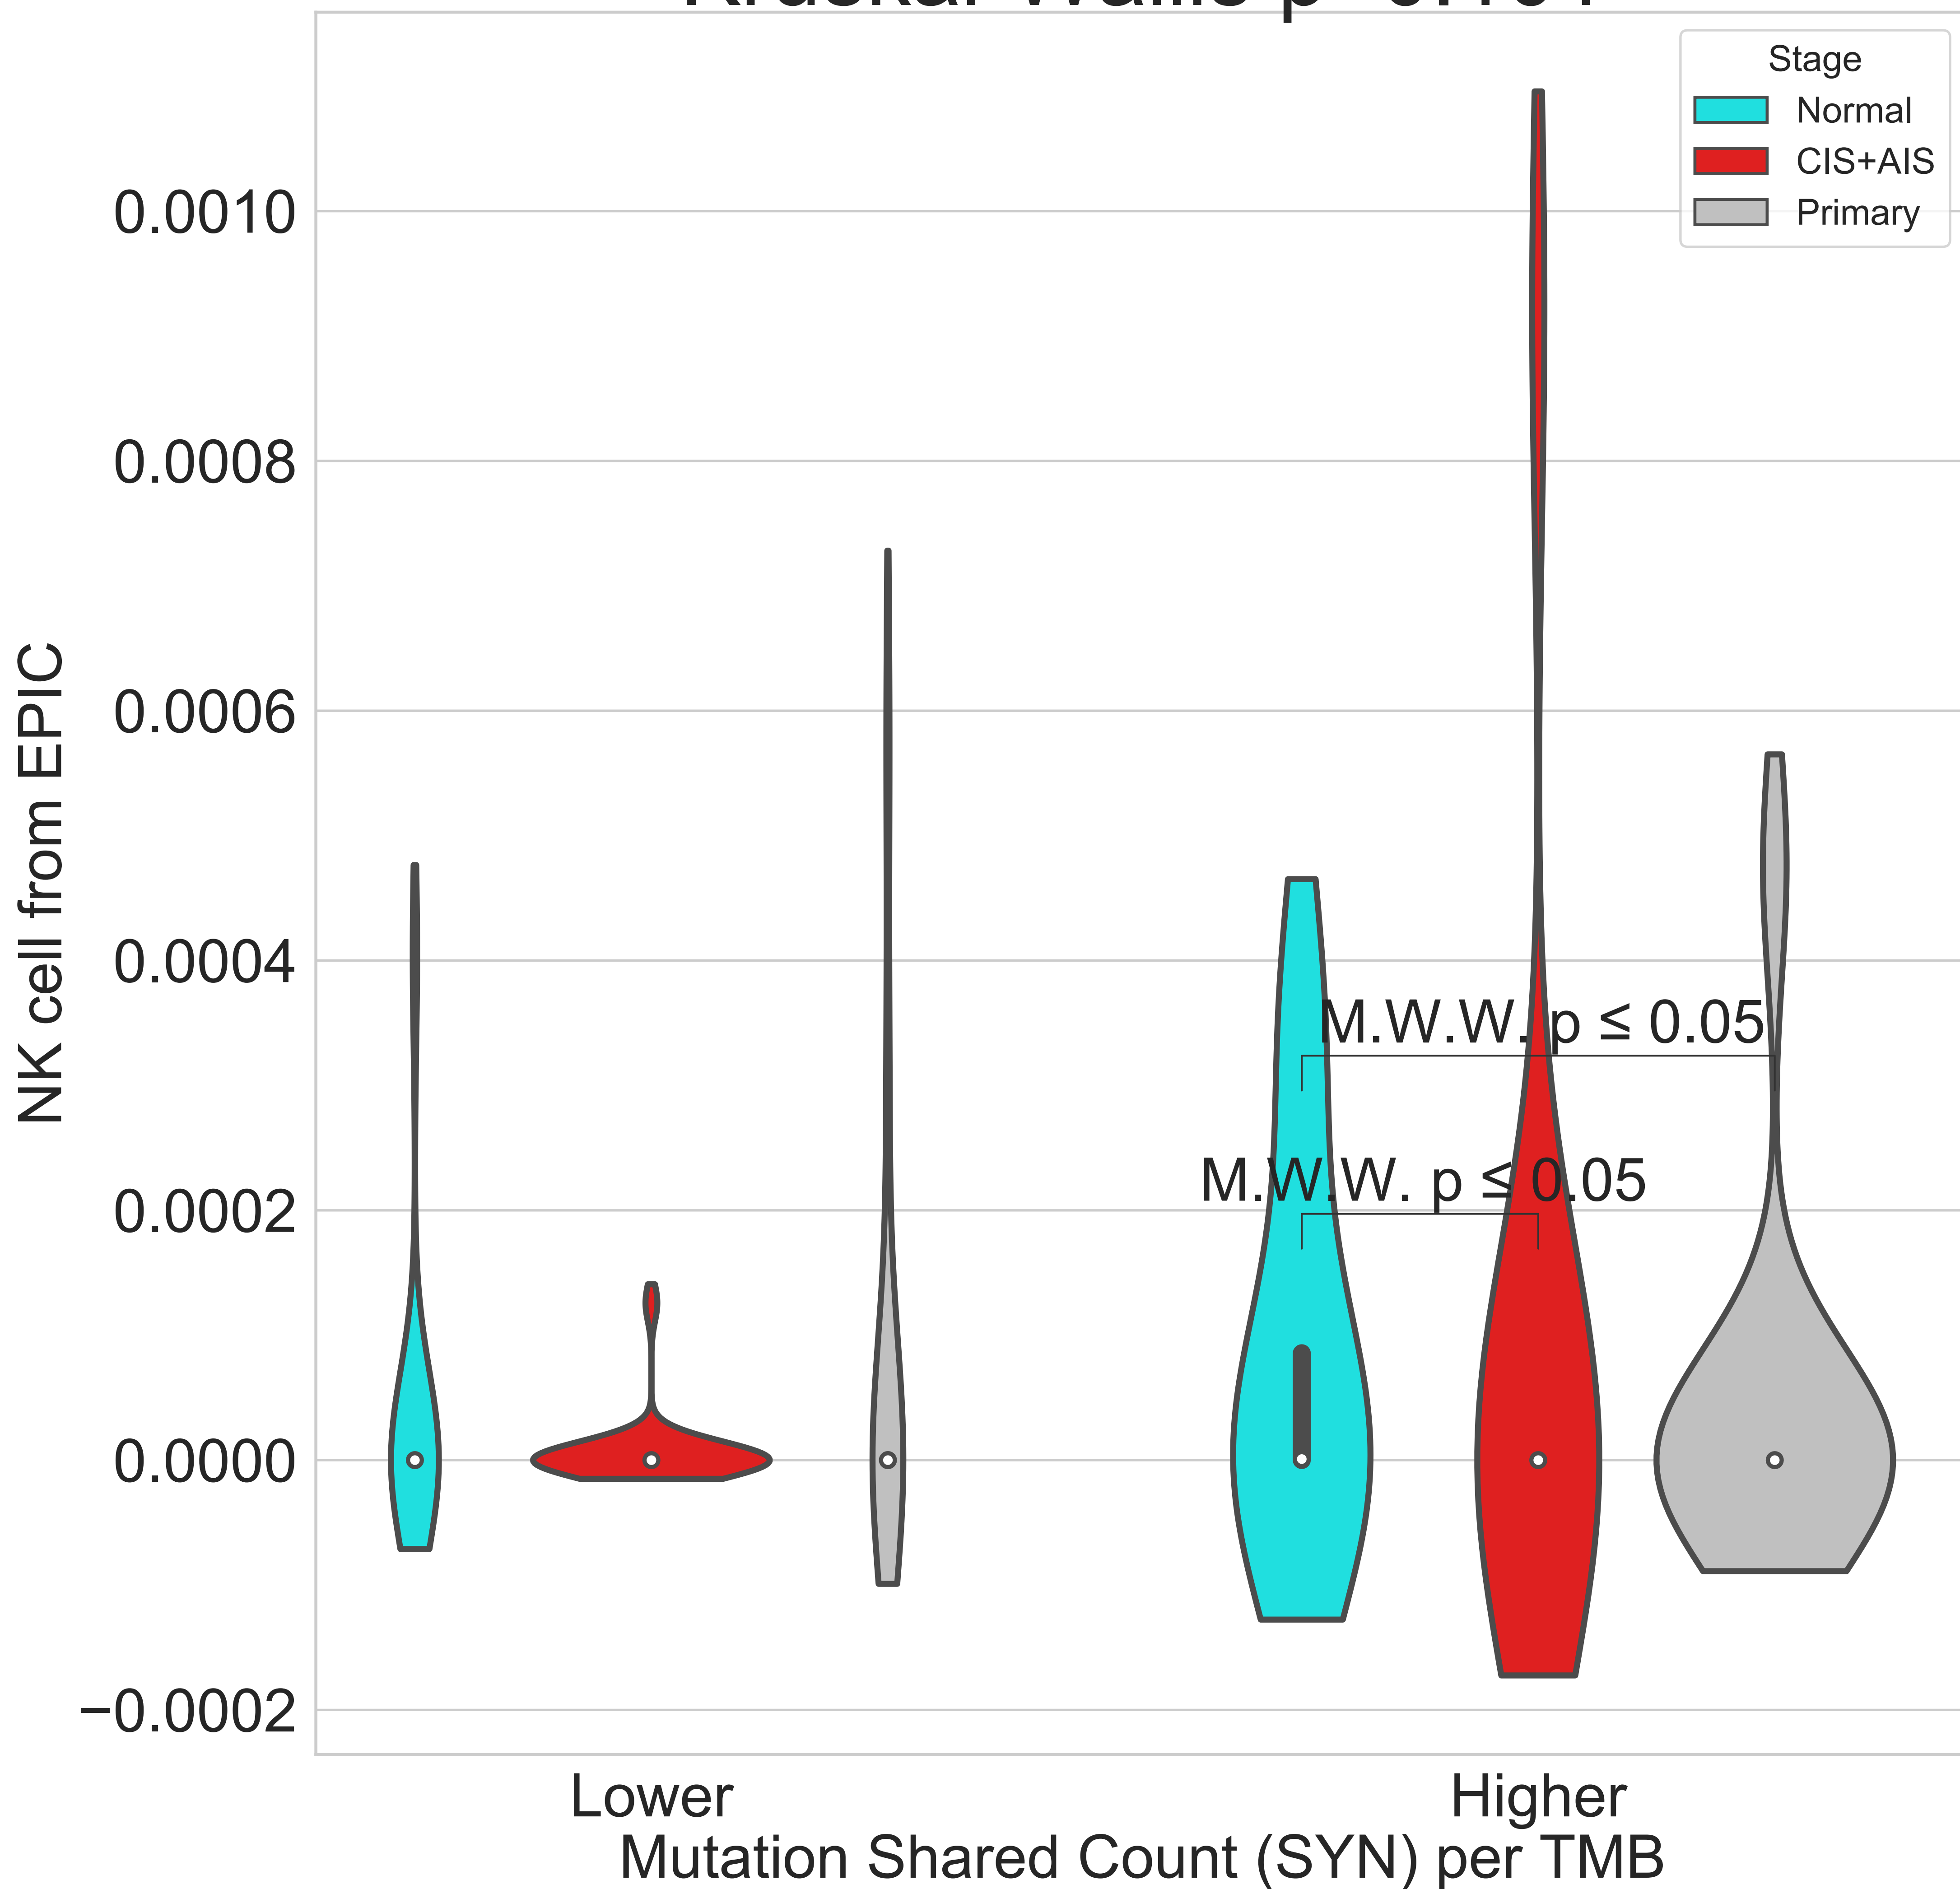 Stage
Normal
CIS+AIS
Primary
0.0010
0.0008
0.0006
0.0004
0.0002
0.0000
−0.0002
NK cell from EPIC
M.W.W. p ≤ 0.05
M.W.W. p ≤ 0.05
Lower
Higher
Mutation Shared Count (SYN) per TMB